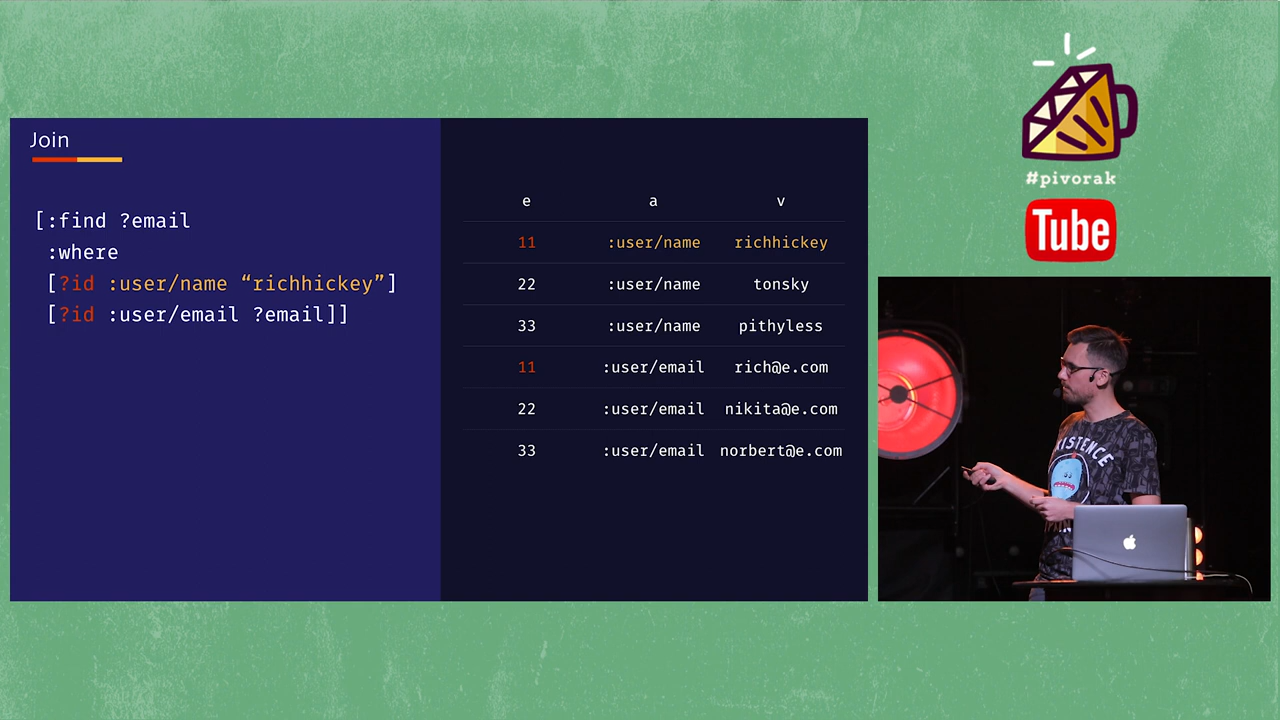 Join
[:find ?email
:where
[?id :user/name “richhickey”]
[?id :user/email ?email]]
e a v
11 :user/name richhickey
22 :user/name tonsky
33 :user/name pithyless
11 :user/email rich@e.com
22 :user/email nikita@e.com
33 :user/email norbert@e.com
#pivorak
Tube